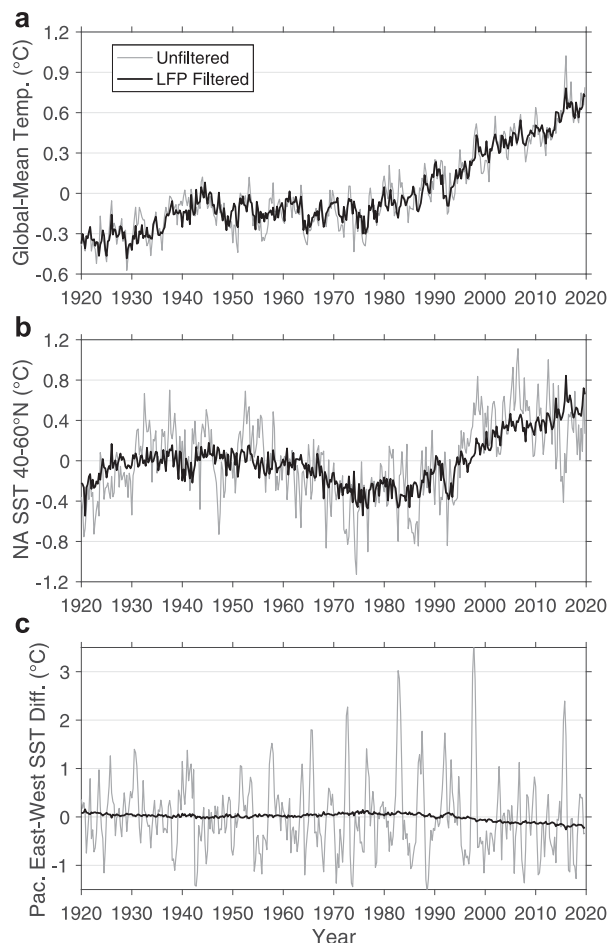 a
1.2
0.9
0.6
0.3
0
-0.3
-0.6
Global-Mean Temp. (°C)
Unfiltered
LFP Filtered
1920 1930 1940 1950 1960 1970 1980 1990 2000 2010 2020
b
1.2
0.8
0.4
0
-0.4
-0.8
-1.2
NA SST 40-60°N (°C)
1920 1930 1940 1950 1960 1970 1980 1990 2000 2010 2020
c
3
2
1
0
-1
Pac. East-West SST Diff. (°C)
1920 1930 1940 1950 1960 1970 1980 1990 2000 2010 2020
Year